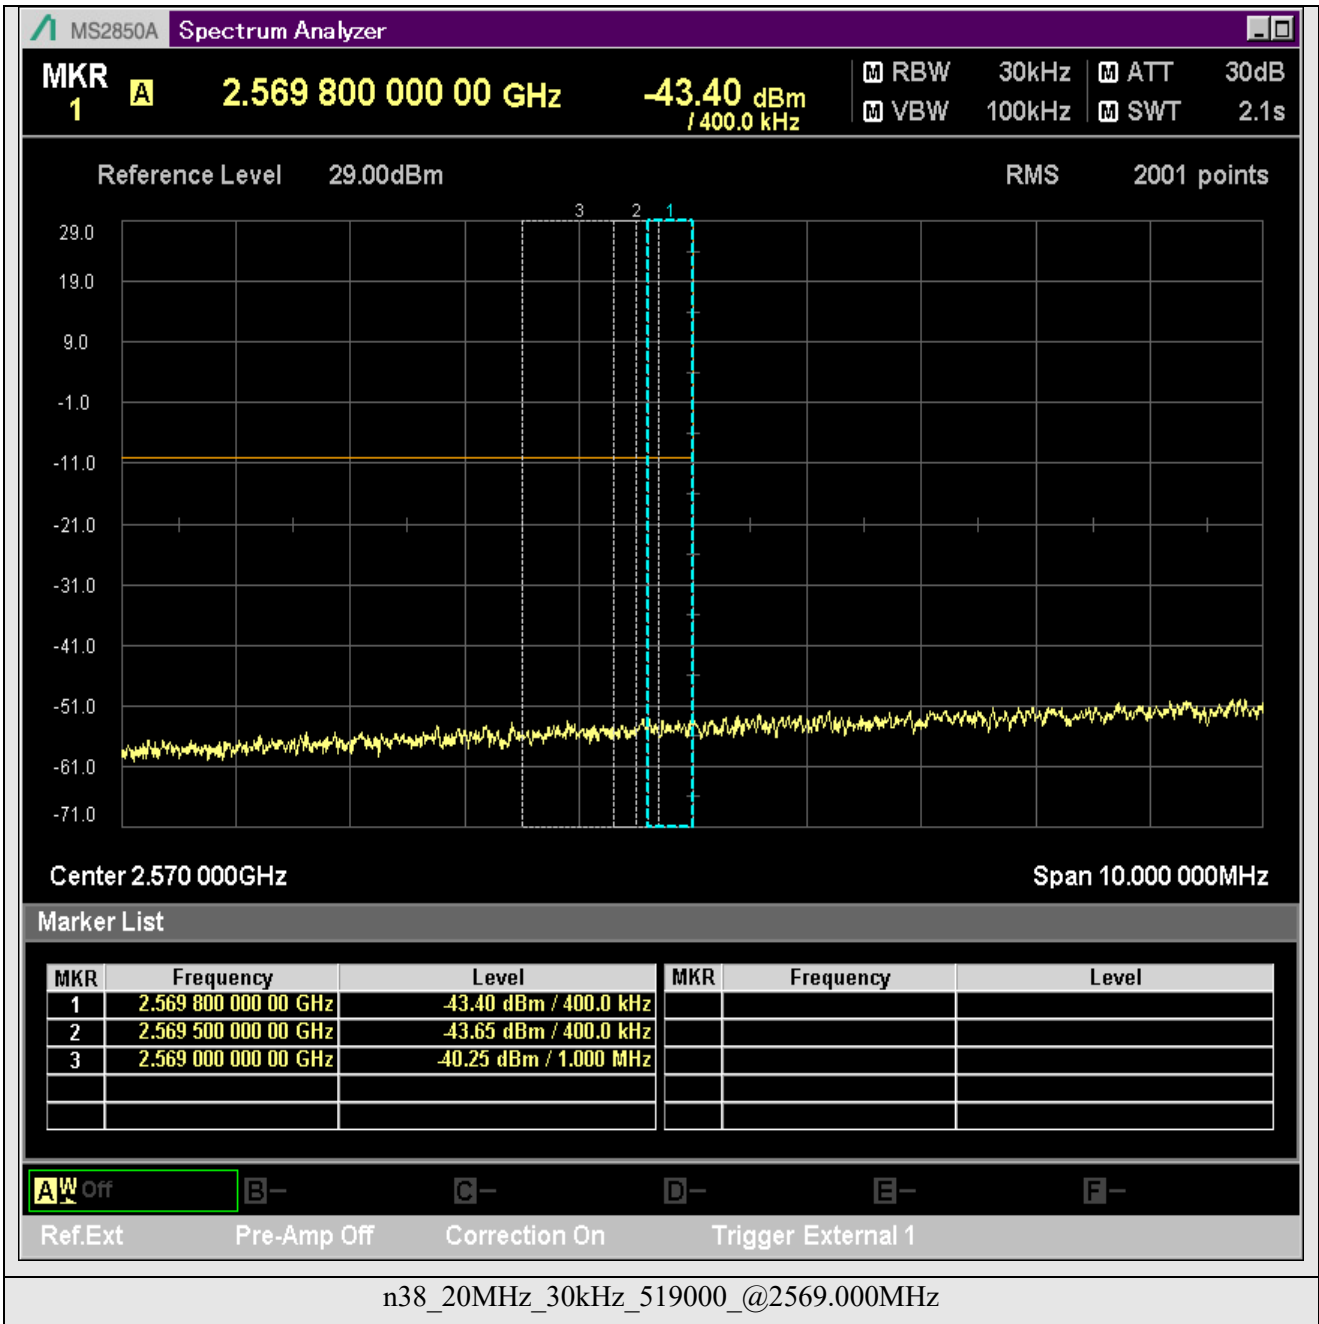 MS2850A Spectrum Analyzer
MKR 1 A 2.569 800 000 00 GHz -43.40 dBm / 400.0 kHz
M RBW 30kHz M ATT 30dB
M VBW 100kHz M SWT 2.1s
Reference Level 29.00dBm RMS 2001 points
3 2 1
29.0
19.0
9.0
-1.0
-11.0
-21.0
-31.0
-41.0
-51.0
-61.0
-71.0
Center 2.570 000GHz Span 10.000 000MHz
Marker List
MKR Frequency Level MKR Frequency Level
1 2.569 800 000 00 GHz -43.40 dBm / 400.0 kHz
2 2.569 500 000 00 GHz -43.65 dBm / 400.0 kHz
3 2.569 000 000 00 GHz -40.25 dBm / 1.000 MHz
A W Off B - C - D - E - F -
Ref.Ext Pre-Amp Off Correction On Trigger External 1
n38_20MHz_30kHz_519000_@2569.000MHz